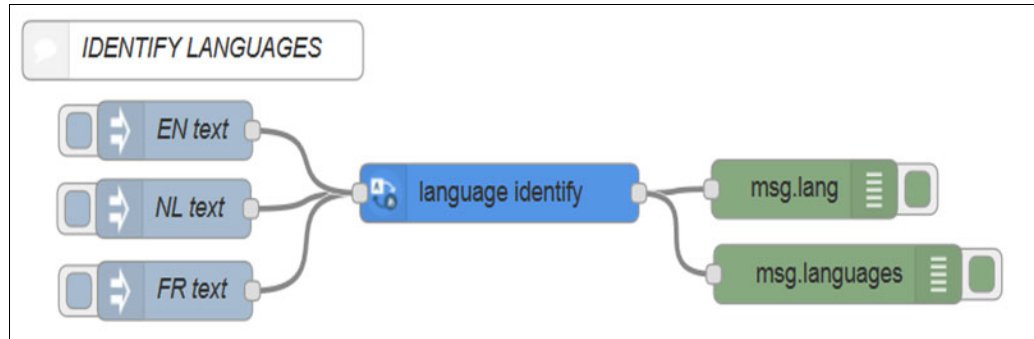 IDENTIFY LANGUAGES
EN text
NL text
FR text
language identify
msg.lang
msg.languages